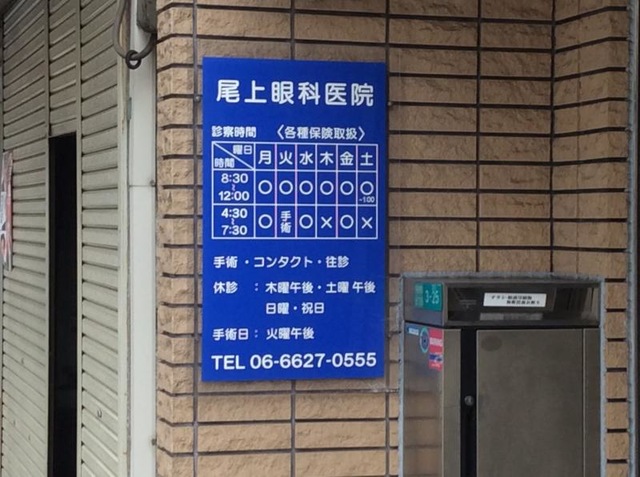 尾上眼科医院
診察時間 〈各種保険取扱〉
曜日 月 火 水 木 金 土
時間
8:30~12:00 ○ ○ ○ ○ ○ ○~1:00
4:30~7:30 ○ 手術 ○ × ○ ×
手術・コンタクト・往診
休診 : 木曜午後・土曜午後
日曜・祝日
手術日 : 火曜午後
TEL 06-6627-0555
3-25